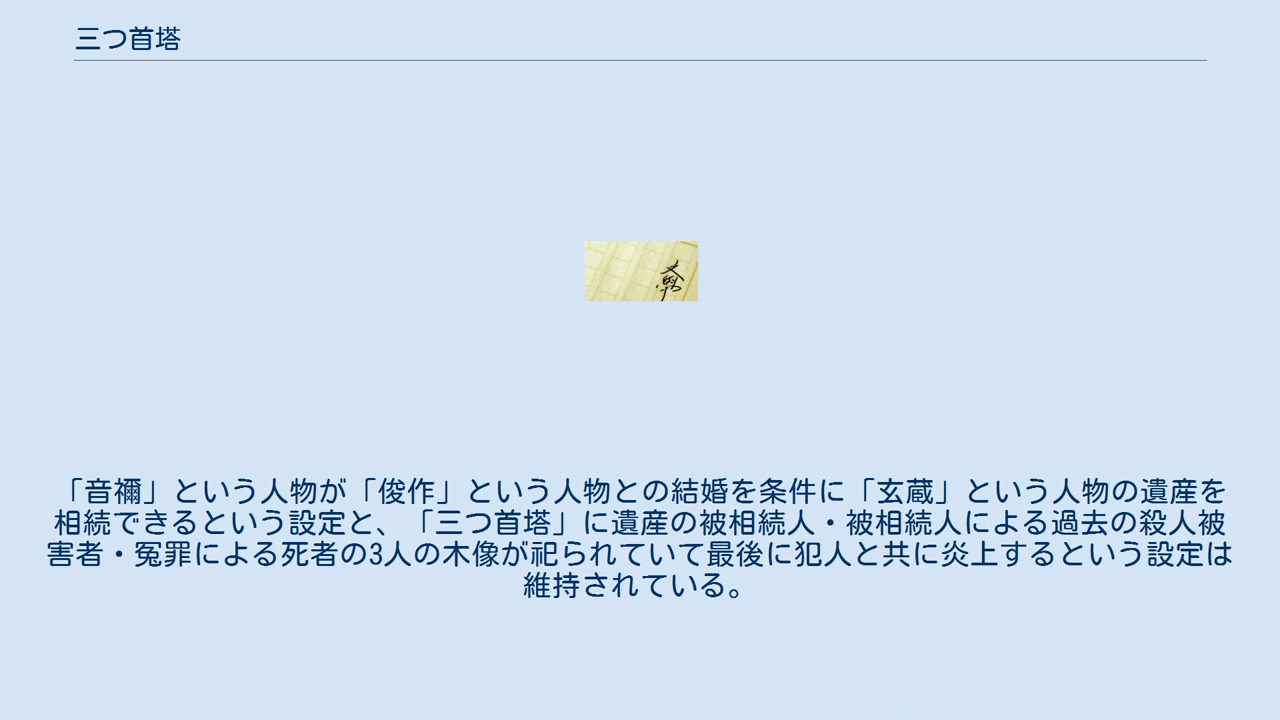 三つ首塔
「音禰」という人物が「俊作」という人物との結婚を条件に「玄蔵」という人物の遺産を
相続できるという設定と、「三つ首塔」に遺産の被相続人・被相続人による過去の殺人被
害者・冤罪による死者の3人の木像が祀られていて最後に犯人と共に炎上するという設定は
維持されている。